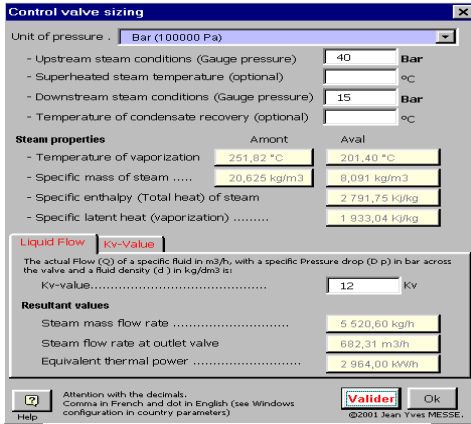 Control valve sizing
Unit of pressure . Bar (100000 Pa)
- Upstream steam conditions (Gauge pressure) 40 Bar
- Superheated steam temperature (optional) ºC
- Downstream steam conditions (Gauge pressure) 15 Bar
- Temperature of condensate recovery (optional) ºC
Steam properties Amont Aval
- Temperature of vaporization 251,82 °C 201,40 °C
- Specific mass of steam ..... 20,625 kg/m3 8,091 kg/m3
- Specific enthalpy (Total heat) of steam 2 791,75 Kj/kg
- Specific latent heat (vaporization) ......... 1 933,04 Kj/kg
Liquid Flow Kv-Value
The actual Flow (Q) of a specific fluid in m3/h, with a specific Pressure drop (D p) in bar across
the valve and a fluid density (d ) in kg/dm3 is:
Kv-value............................................. 12 Kv
Resultant values
Steam mass flow rate ............................. 5 520,60 kg/h
Steam flow rate at outlet valve 682,31 m3/h
Equivalent thermal power ......................... 2 964,00 kW/h
Attention with the decimals.
Comma in French and dot in English (see Windows
configuration in country parameters)
Help
Valider Ok
©2001 Jean Yves MESSE.